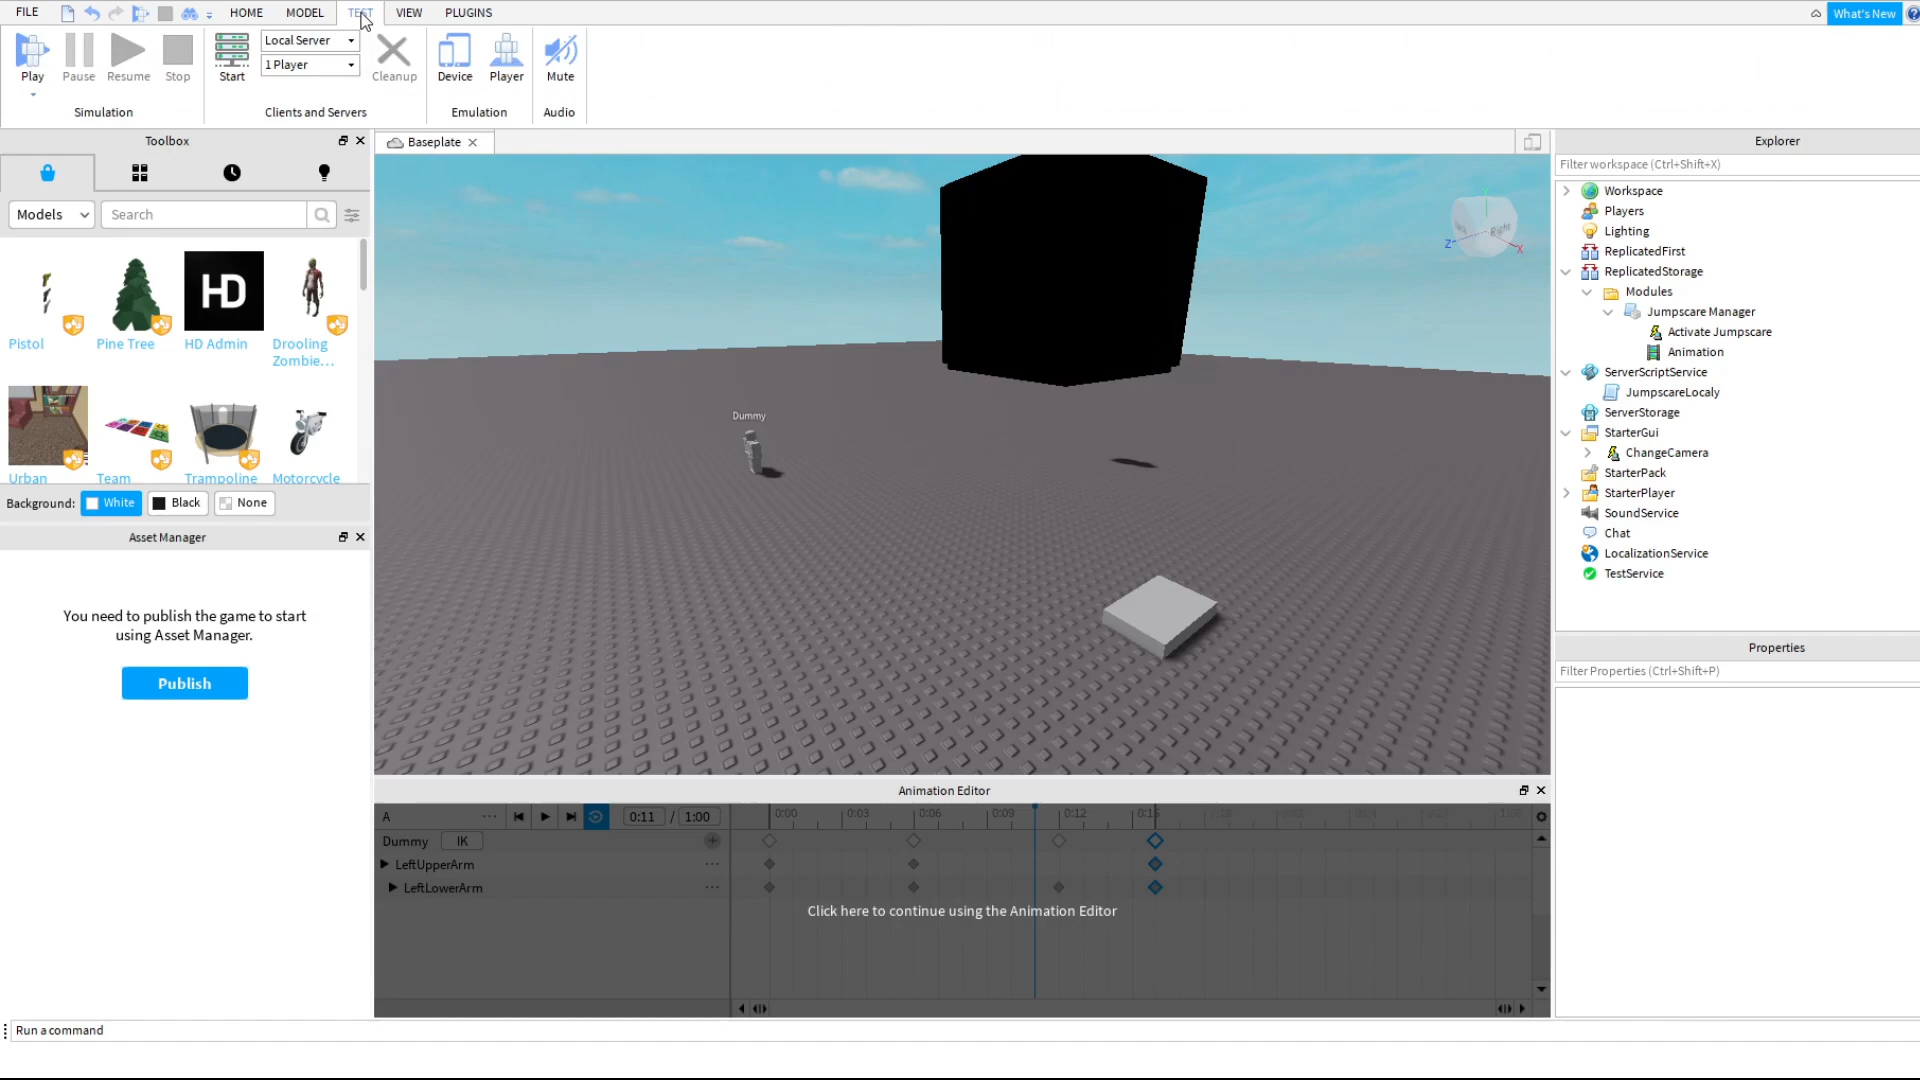 FILE
HOME
MODEL
TEST
VIEW
PLUGINS
What's New
Play
Pause
Resume
Stop
Simulation
Start
Local Server
1 Player
Cleanup
Clients and Servers
Device
Player
Emulation
Mute
Audio
Toolbox
Models
Search
Pistol
Pine Tree
HD
HD Admin
Drooling
Zombie...
Urban
Team
Trampoline
Motorcycle
Background:
White
Black
None
Asset Manager
You need to publish the game to start
using Asset Manager.
Publish
Baseplate
Dummy
Right
Y
Z
X
Animation Editor
A
0:11 / 1:00
0:00
0:03
0:06
0:09
0:12
0:15
Dummy
IK
LeftUpperArm
LeftLowerArm
Click here to continue using the Animation Editor
Explorer
Filter workspace (Ctrl+Shift+X)
Workspace
Players
Lighting
ReplicatedFirst
ReplicatedStorage
Modules
Jumpscare Manager
Activate Jumpscare
Animation
ServerScriptService
JumpscareLocaly
ServerStorage
StarterGui
ChangeCamera
StarterPack
StarterPlayer
SoundService
Chat
LocalizationService
TestService
Properties
Filter Properties (Ctrl+Shift+P)
Run a command